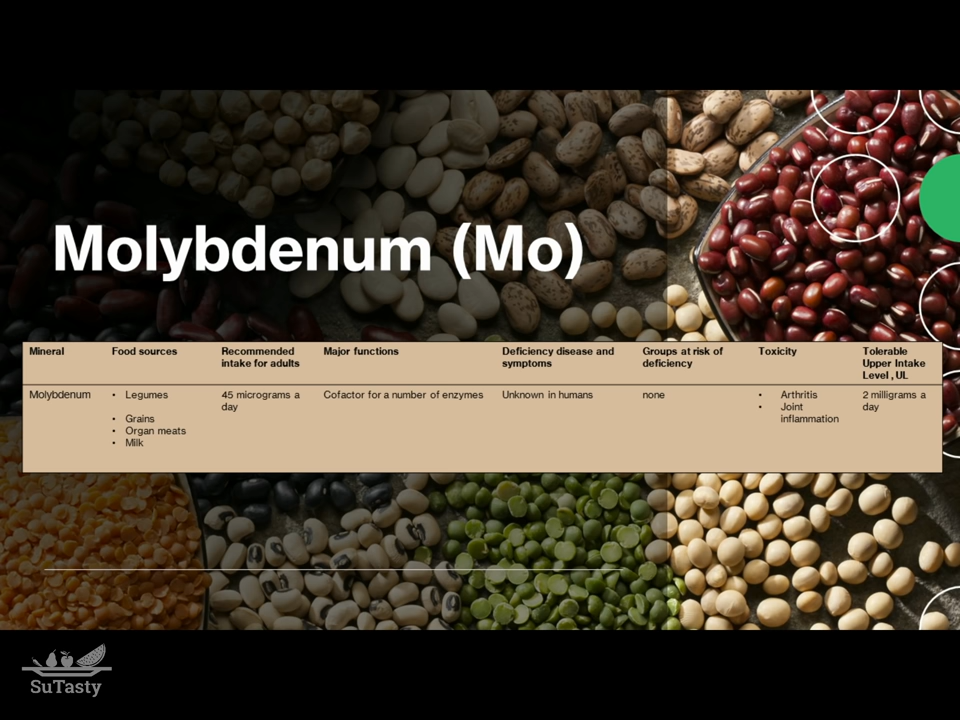 Molybdenum (Mo)
Mineral
Food sources
Recommended
intake for adults
Major functions
Deficiency disease and
symptoms
Groups at risk of
deficiency
Toxicity
Tolerable
Upper Intake
Level , UL
Molybdenum
• Legumes
• Grains
• Organ meats
• Milk
45 micrograms a
day
Cofactor for a number of enzymes
Unknown in humans
none
• Arthritis
• Joint
inflammation
2 milligrams a
day
SuTasty